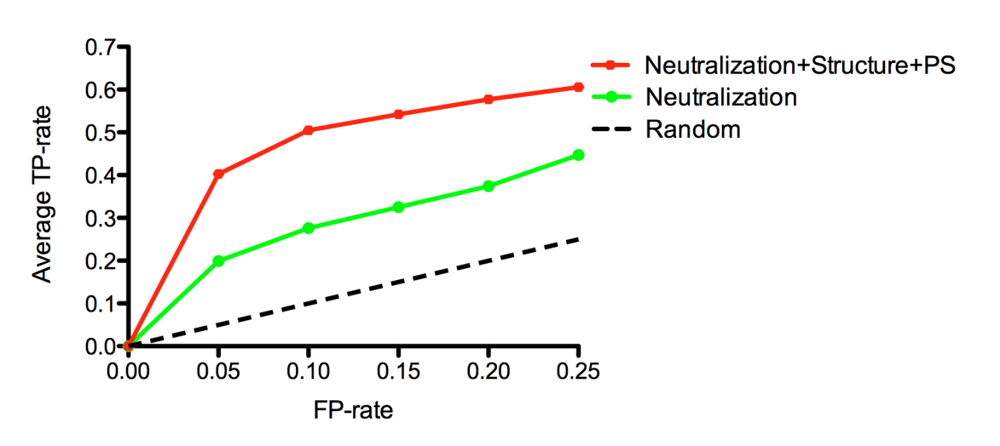 0.7
0.6
0.5
0.4
0.3
0.2
0.1
0.0
Average TP-rate
0.00 0.05 0.10 0.15 0.20 0.25
FP-rate
Neutralization+Structure+PS
Neutralization
Random